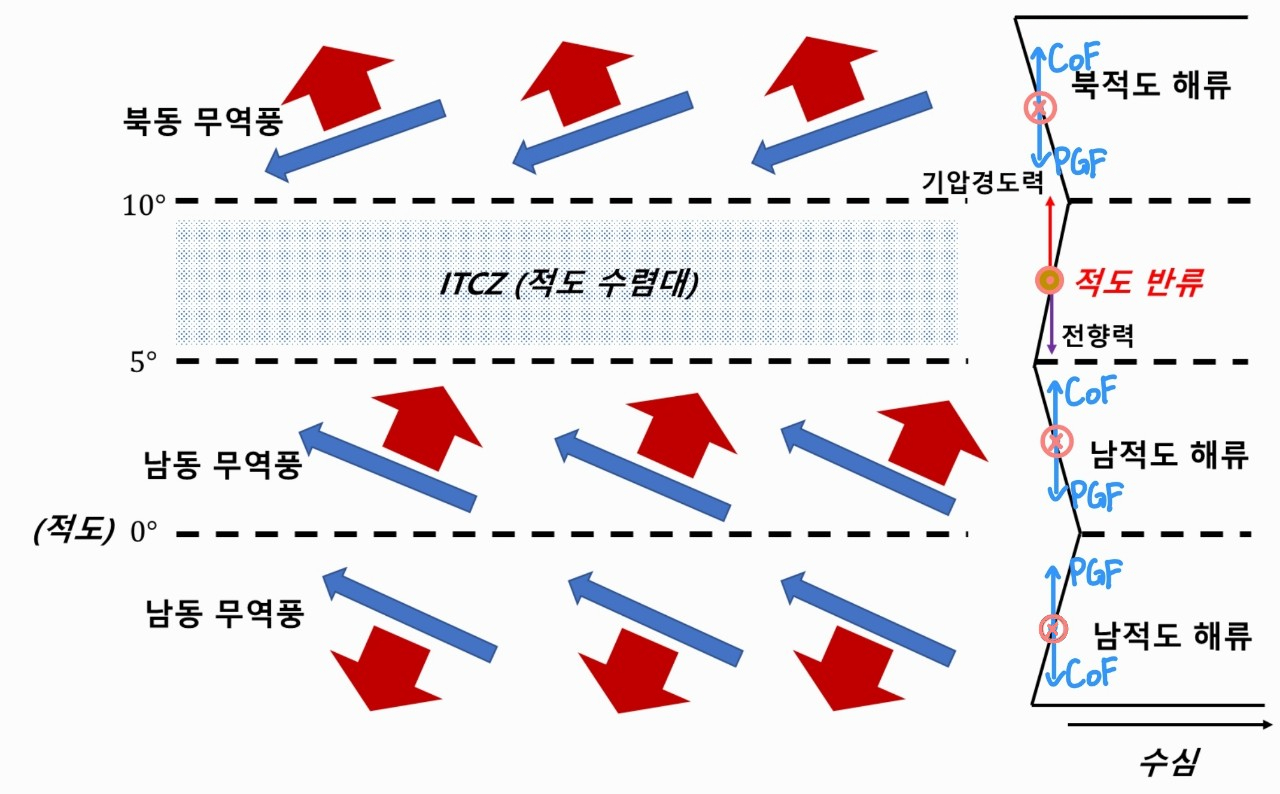 CoF
북적도 해류
북동 무역풍
PGF
기압경도력
10°
ITCZ (적도 수렴대)
적도 반류
전향력
5°
CoF
남동 무역풍
남적도 해류
PGF
(적도) 0°
PGF
남동 무역풍
남적도 해류
CoF
수심